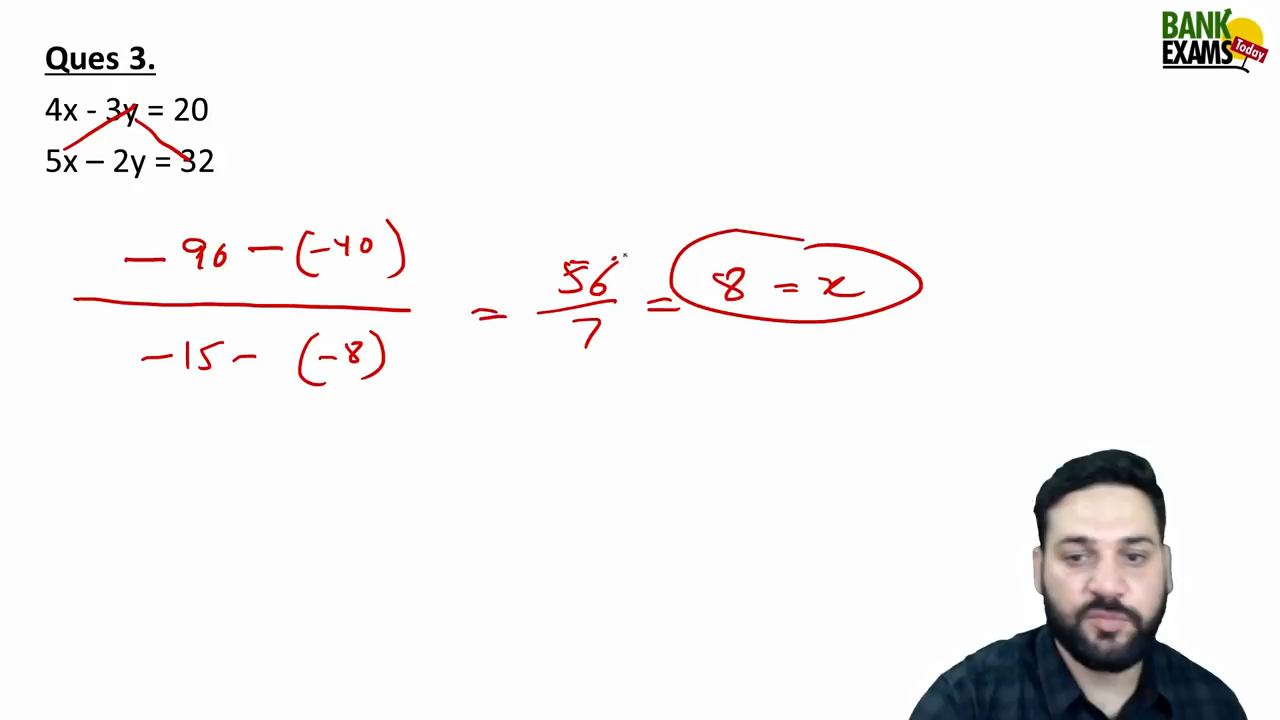 BANK
EXAMS
Today
Ques 3.
4x - 3y = 20
5x – 2y = 32
- 96 - (-40)
-15 - (-8)
= 56/7 = 8 = x